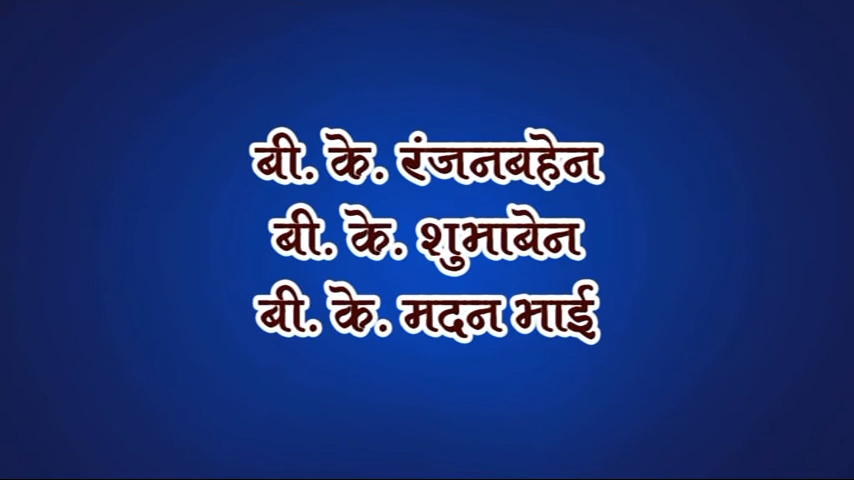 बी. के. रंजनबहेन
बी. के. शुभाबेन
बी. के. मदन भाई